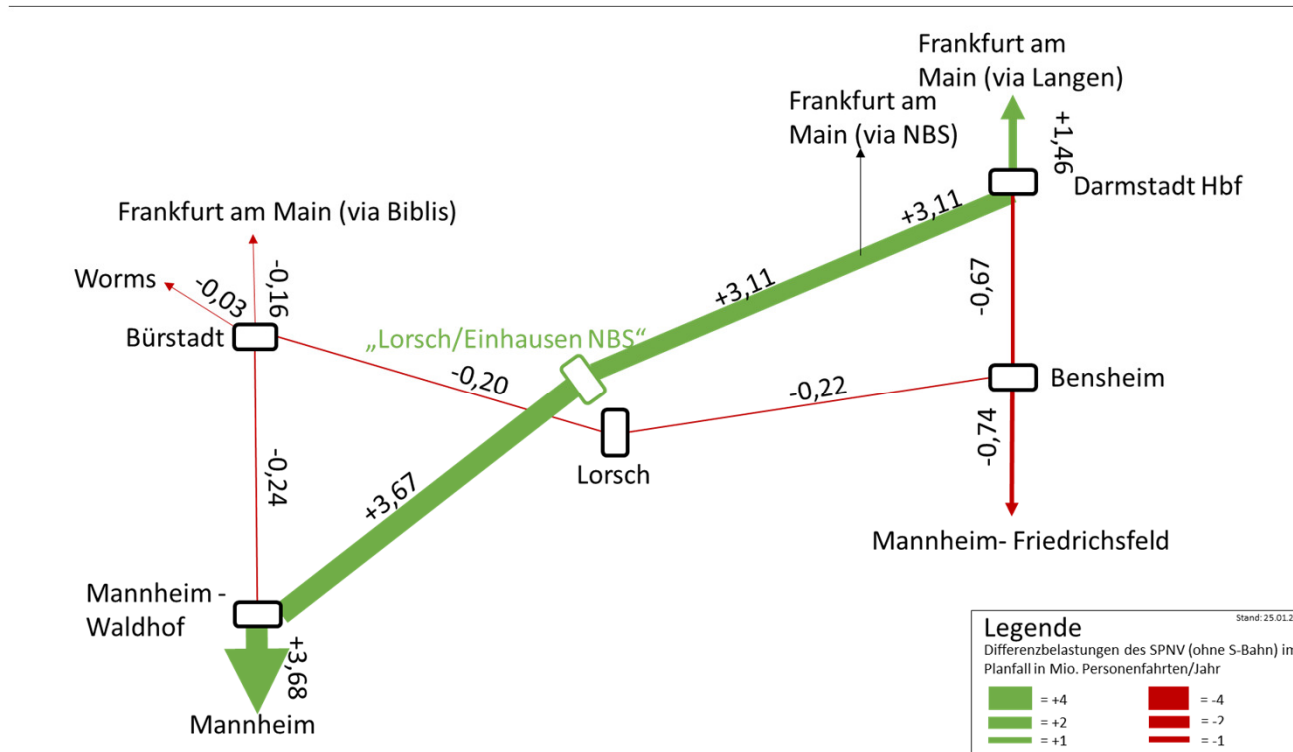 Frankfurt am
Main (via Langen)
Frankfurt am
Main (via NBS)
+1,46
Darmstadt Hbf
+3,11
Frankfurt am Main (via Biblis)
-0,16
Worms
-0,03
Bürstadt
+3,11
-0,67
„Lorsch/Einhausen NBS“
-0,20
-0,22
Bensheim
-0,74
Lorsch
-0,24
+3,67
Mannheim- Friedrichsfeld
Mannheim -
Waldhof
+3,68
Mannheim
Stand: 25.01.2
Legende
Differenzbelastungen des SPNV (ohne S-Bahn) im
Planfall in Mio. Personenfahrten/Jahr
= +4
= -4
= +2
= -2
= +1
= -1